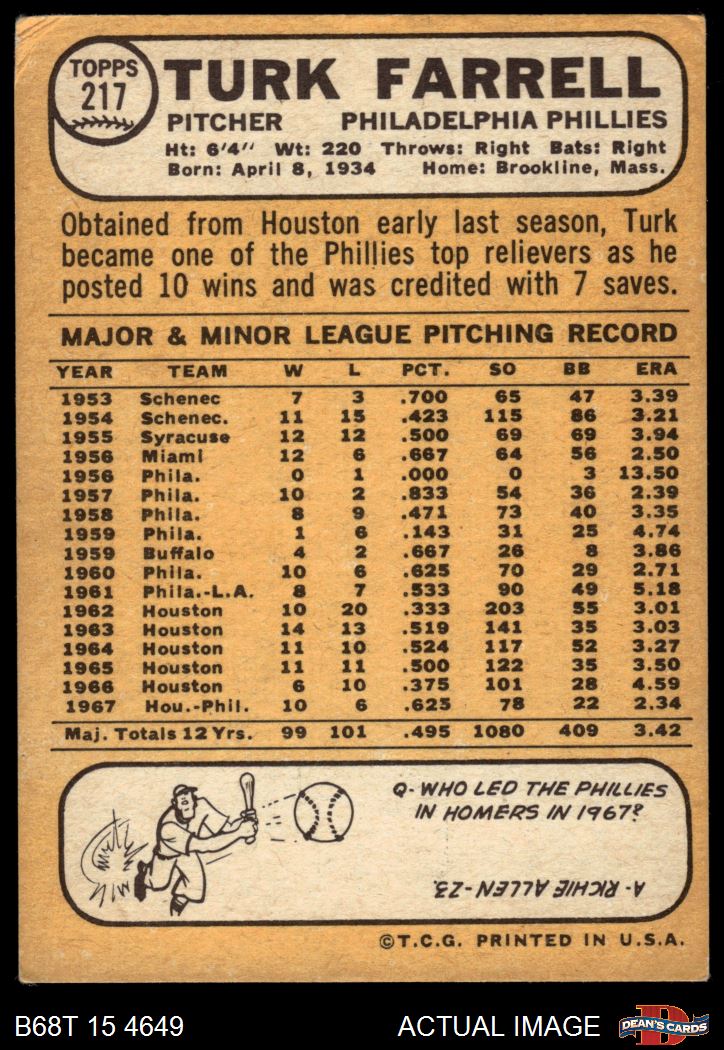 TOPPS
217
TURK FARRELL
PITCHER PHILADELPHIA PHILLIES
Ht: 6'4" Wt: 220 Throws: Right Bats: Right
Born: April 8, 1934 Home: Brookline, Mass.
Obtained from Houston early last season, Turk
became one of the Phillies top relievers as he
posted 10 wins and was credited with 7 saves.
MAJOR & MINOR LEAGUE PITCHING RECORD
YEAR TEAM W L PCT. SO BB ERA
1953 Schenec 7 3 .700 65 47 3.39
1954 Schenec. 11 15 .423 115 86 3.21
1955 Syracuse 12 12 .500 69 69 3.94
1956 Miami 12 6 .667 64 56 2.50
1956 Phila. 0 1 .000 0 3 13.50
1957 Phila. 10 2 .833 54 36 2.39
1958 Phila. 8 9 .471 73 40 3.35
1959 Phila. 1 6 .143 31 25 4.74
1959 Buffalo 4 2 .667 26 8 3.86
1960 Phila. 10 6 .625 70 29 2.71
1961 Phila.-L.A. 8 7 .533 90 49 5.18
1962 Houston 10 20 .333 203 55 3.01
1963 Houston 14 13 .519 141 35 3.03
1964 Houston 11 10 .524 117 52 3.27
1965 Houston 11 11 .500 122 35 3.50
1966 Houston 6 10 .375 101 28 4.59
1967 Hou.-Phil. 10 6 .625 78 22 2.34
Maj. Totals 12 Yrs. 99 101 .495 1080 409 3.42
Q- WHO LED THE PHILLIES
IN HOMERS IN 1967?
A- RICHIE ALLEN-23.
©T.C.G. PRINTED IN U.S.A.
B68T 15 4649 ACTUAL IMAGE
D
DEAN'S CARDS